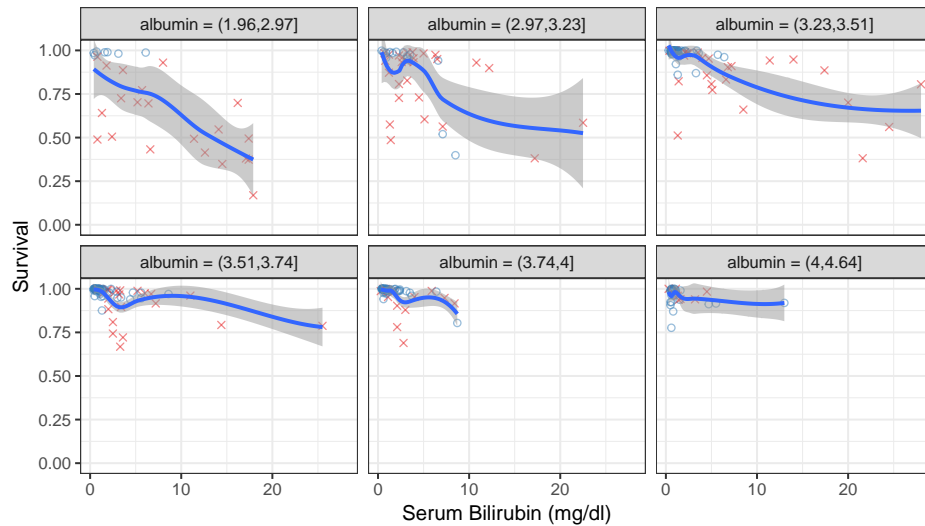 albumin = (1.96,2.97]
albumin = (2.97,3.23]
albumin = (3.23,3.51]
1.00
0.75
0.50
0.25
0.00
albumin = (3.51,3.74]
albumin = (3.74,4]
albumin = (4,4.64]
1.00
0.75
0.50
0.25
0.00
0 10 20
0 10 20
0 10 20
Survival
Serum Bilirubin (mg/dl)